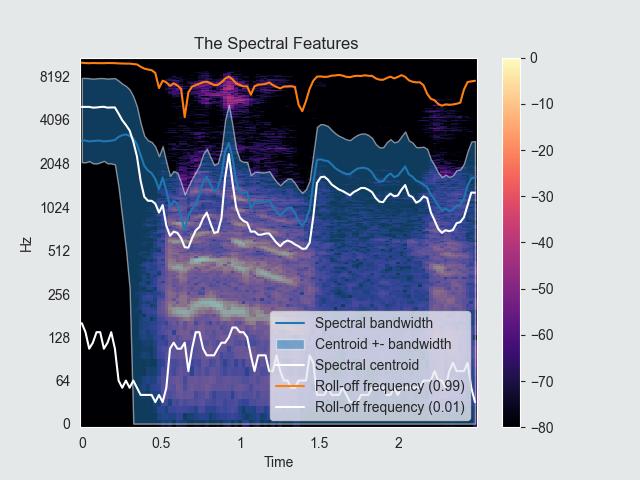 The Spectral Features
8192
4096
2048
1024
512
256
128
64
0
Hz
0
0.5
1
1.5
2
Time
Spectral bandwidth
Centroid +- bandwidth
Spectral centroid
Roll-off frequency (0.99)
Roll-off frequency (0.01)
0
−10
−20
−30
−40
−50
−60
−70
−80